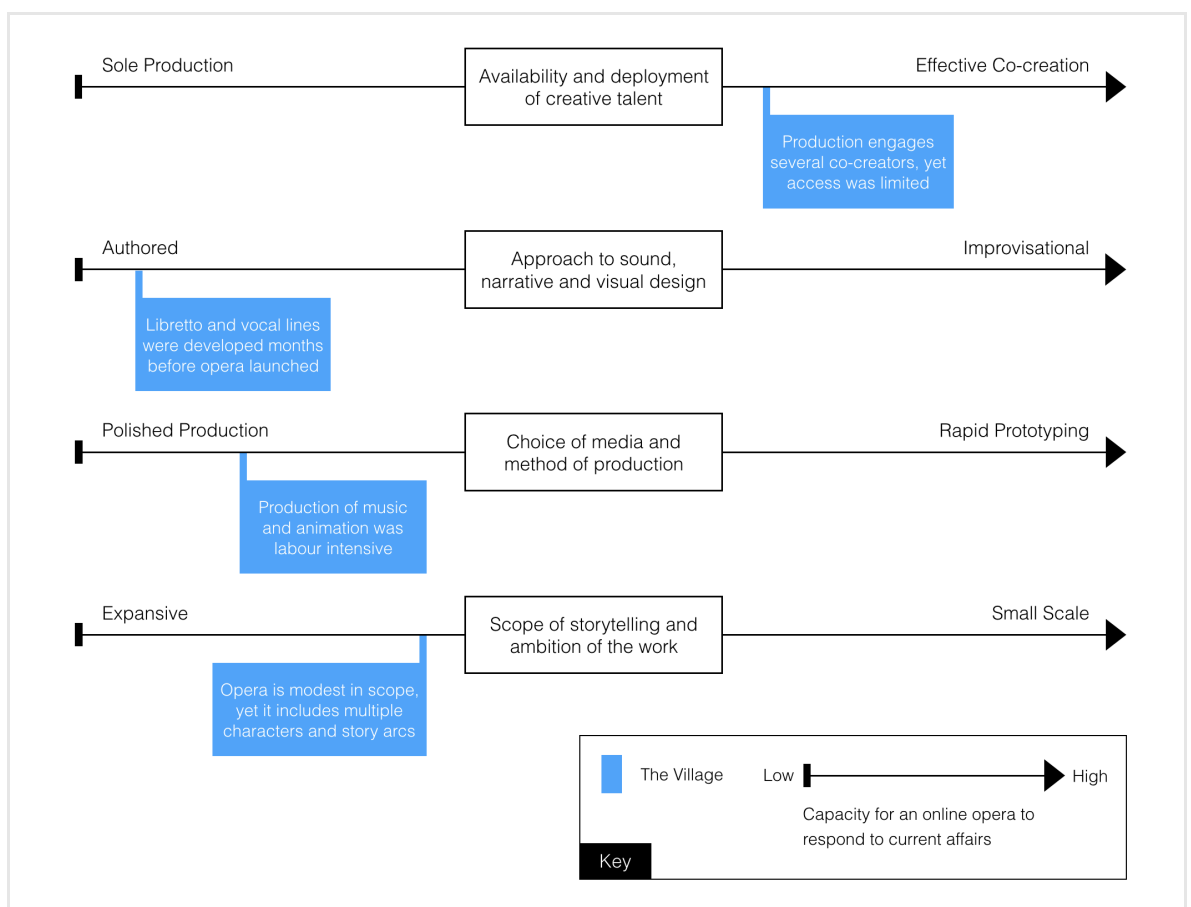 Sole Production
Availability and deployment
of creative talent
Effective Co-creation
Production engages
several co-creators, yet
access was limited
Authored
Approach to sound,
narrative and visual design
Improvisational
Libretto and vocal lines
were developed months
before opera launched
Polished Production
Choice of media and
method of production
Rapid Prototyping
Production of music
and animation was
labour intensive
Expansive
Scope of storytelling and
ambition of the work
Small Scale
Opera is modest in scope,
yet it includes multiple
characters and story arcs
The Village
Low
High
Capacity for an online opera to
respond to current affairs
Key